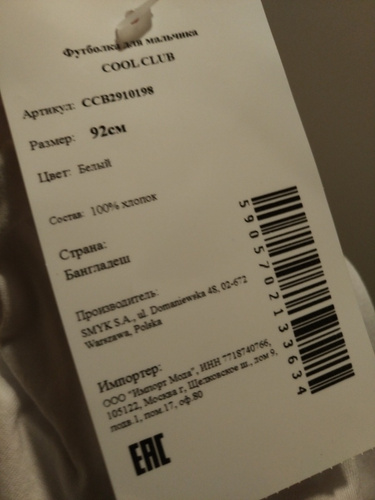 Футболка для мальчика
COOL CLUB
Артикул: CCB2910198
Размер: 92см
Цвет: Белый
Состав: 100% хлопок
Страна:
Бангладеш
Производитель:
SMYK S.A., ul. Domaniewska 48, 02-672
Warszawa, Polska
Импортер:
ООО "Импорт Мода", ИНН 7718740766,
105122, Москва г, Щелковское ш., дом 9,
подв.1, пом.17, оф.80
EAC
5905702133634